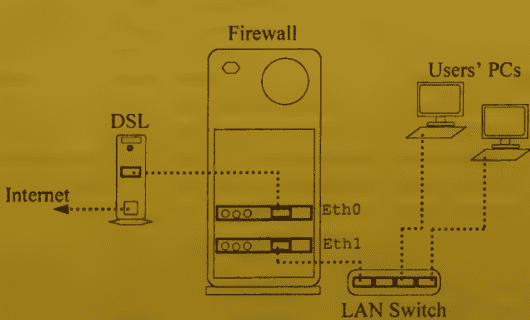 Firewall
Users' PCs
DSL
Internet
Eth0
Eth1
LAN Switch